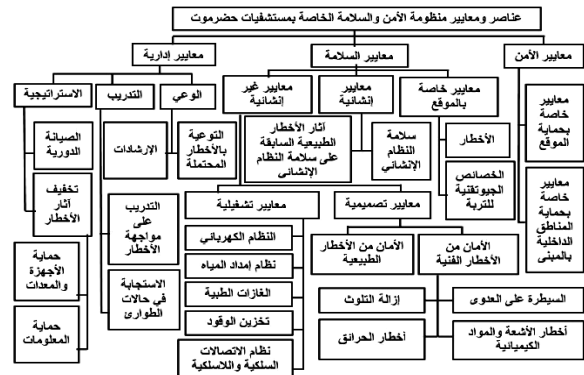 عناصر ومعايير منظومة الأمن والسلامة الخاصة بمستشفيات حضرموت
معايير الأمن
معايير السلامة
معايير إدارية
معايير
خاصة
بحماية
الموقع
معايير
خاصة
بحماية
المناطق
الداخلية
بالمبنى
معايير خاصة
بالموقع
معايير
إنشائية
معايير غير
إنشائية
الوعي
التدريب
الاستراتيجية
الأخطار
الخصائص
الجيوتقنية
للتربة
سلامة
النظام
الإنشائي
آثار الأخطار
الطبيعية السابقة
على سلامة النظام
الإنشائي
التوعية
بالأخطار
المحتملة
الإرشادات
التدريب
على
مواجهة
الأخطار
الاستجابة
في حالات
الطوارئ
الصيانة
الدورية
تخفيف
آثار
الأخطار
حماية
الأجهزة
والمعدات
حماية
المعلومات
معايير تصميمية
معايير تشغيلية
الأمان من
الأخطار الفنية
الأمان من الأخطار
الطبيعية
السيطرة على العدوى
إزالة التلوث
أخطار الأشعة والمواد
الكيميائية
أخطار الحرائق
النظام الكهربائي
نظام إمداد المياه
الغازات الطبية
تخزين الوقود
نظام الاتصالات
السلكية واللاسلكية